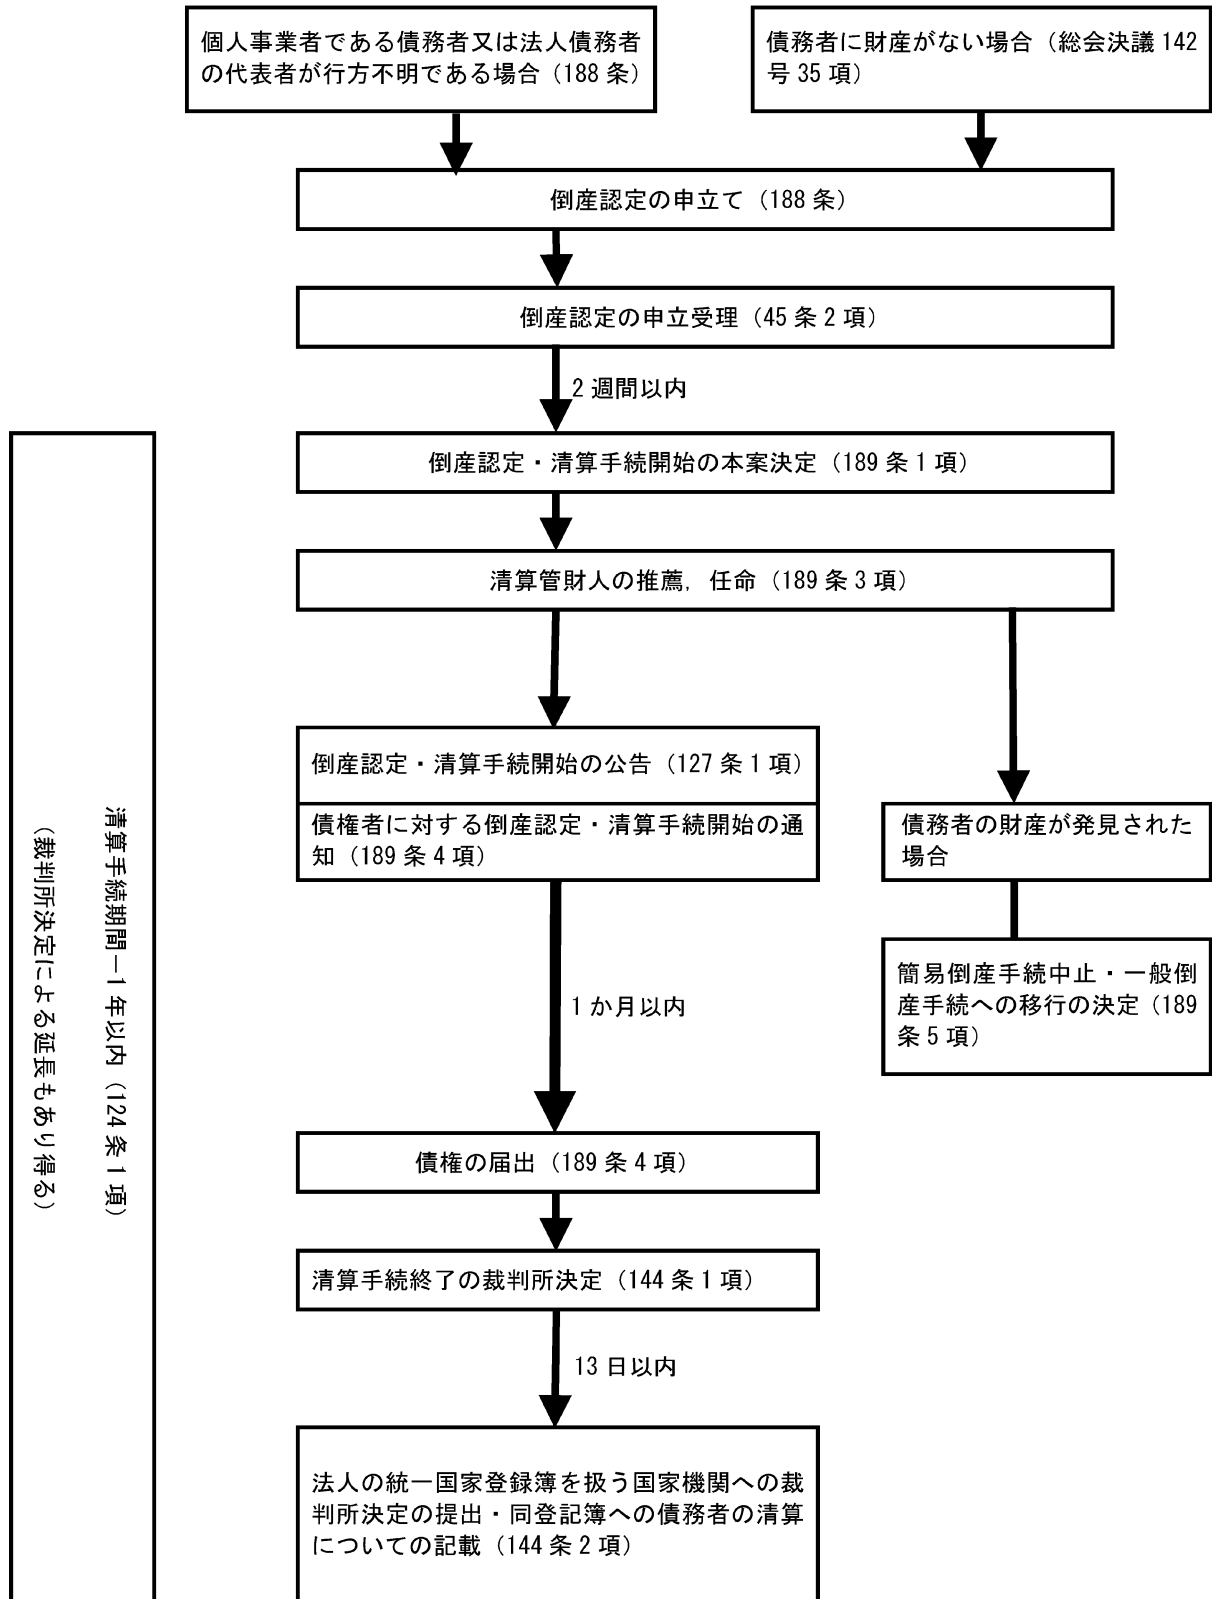 個人事業者である債務者又は法人債務者
の代表者が行方不明である場合（188 条）
債務者に財産がない場合（総会決議 142
号 35 項）
倒産認定の申立て（188 条）
倒産認定の申立受理（45 条 2 項）
2 週間以内
倒産認定・清算手続開始の本案決定（189 条 1 項）
清算管財人の推薦，任命（189 条 3 項）
倒産認定・清算手続開始の公告（127 条 1 項）
債権者に対する倒産認定・清算手続開始の通
知（189 条 4 項）
債務者の財産が発見された
場合
簡易倒産手続中止・一般倒
産手続への移行の決定（189
条 5 項）
1 か月以内
債権の届出（189 条 4 項）
清算手続終了の裁判所決定（144 条 1 項）
13 日以内
法人の統一国家登録簿を扱う国家機関への裁
判所決定の提出・同登記簿への債務者の清算
についての記載（144 条 2 項）
清算手続期間－1 年以内（124 条 1 項）
（裁判所決定による延長もあり得る）